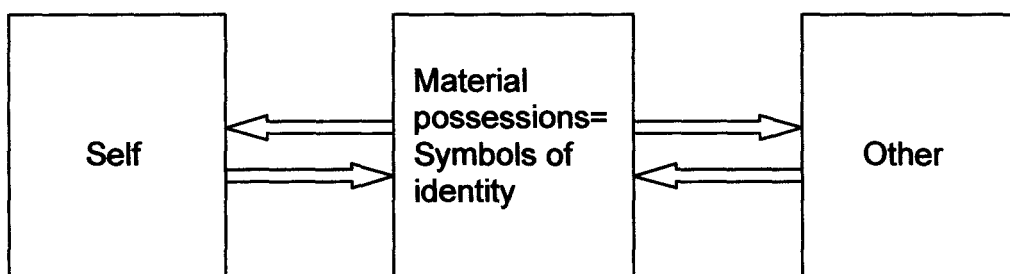 Self
Material
possessions=
Symbols of
identity
Other